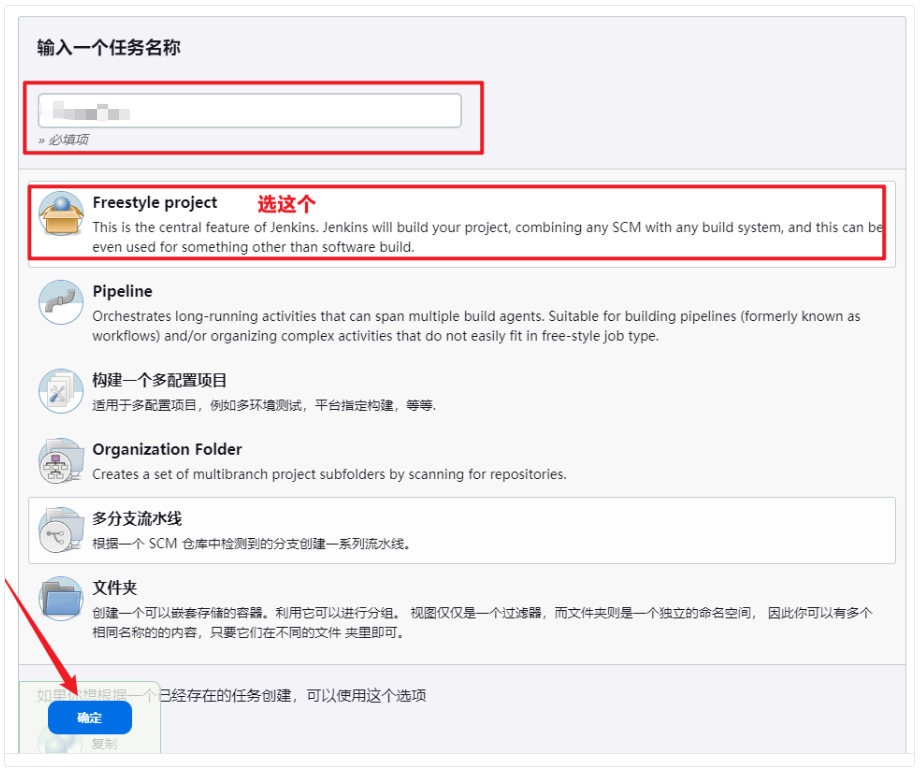 输入一个任务名称
» 必填项
Freestyle project 选这个
This is the central feature of Jenkins. Jenkins will build your project, combining any SCM with any build system, and this can be
even used for something other than software build.
Pipeline
Orchestrates long-running activities that can span multiple build agents. Suitable for building pipelines (formerly known as
workflows) and/or organizing complex activities that do not easily fit in free-style job type.
构建一个多配置项目
适用于多配置项目，例如多环境测试，平台指定构建，等等.
Organization Folder
Creates a set of multibranch project subfolders by scanning for repositories.
多分支流水线
根据一个 SCM 仓库中检测到的分支创建一系列流水线。
文件夹
创建一个可以嵌套存储的容器。利用它可以进行分组。 视图仅仅是一个过滤器，而文件夹则是一个独立的命名空间， 因此你可以有多个
相同名称的的内容，只要它们在不同的文件 夹里即可。
如果你想根据一个已经存在的任务创建，可以使用这个选项
确定
复制